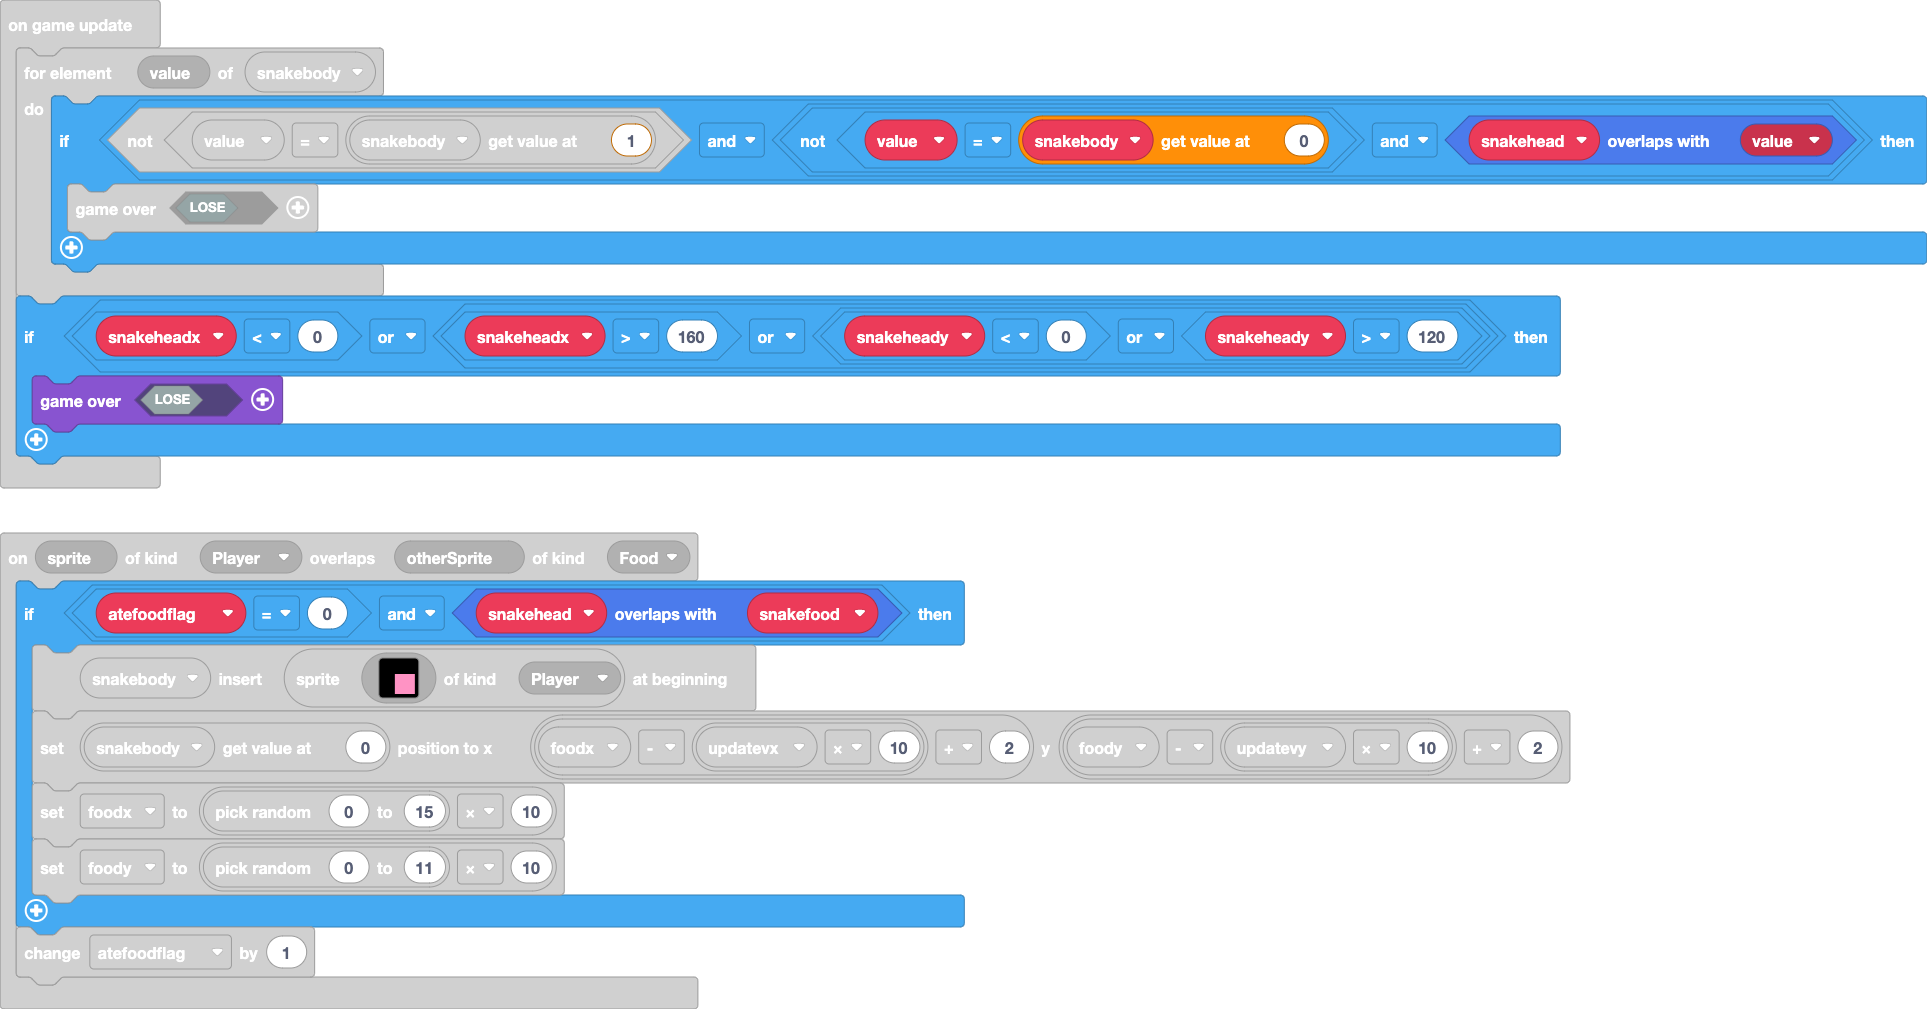 on game update
for element value of snakebody
do
if not value = snakebody get value at 1 and not value = snakebody get value at 0 and snakehead overlaps with value then
game over LOSE
if snakeheadx < 0 or snakeheadx > 160 or snakeheady < 0 or snakeheady > 120 then
game over LOSE
on sprite of kind Player overlaps otherSprite of kind Food
if atefoodflag = 0 and snakehead overlaps with snakefood then
snakebody insert sprite of kind Player at beginning
set snakebody get value at 0 position to x foodx - updatevx × 10 + 2 y foody - updatevy × 10 + 2
set foodx to pick random 0 to 15 × 10
set foody to pick random 0 to 11 × 10
change atefoodflag by 1